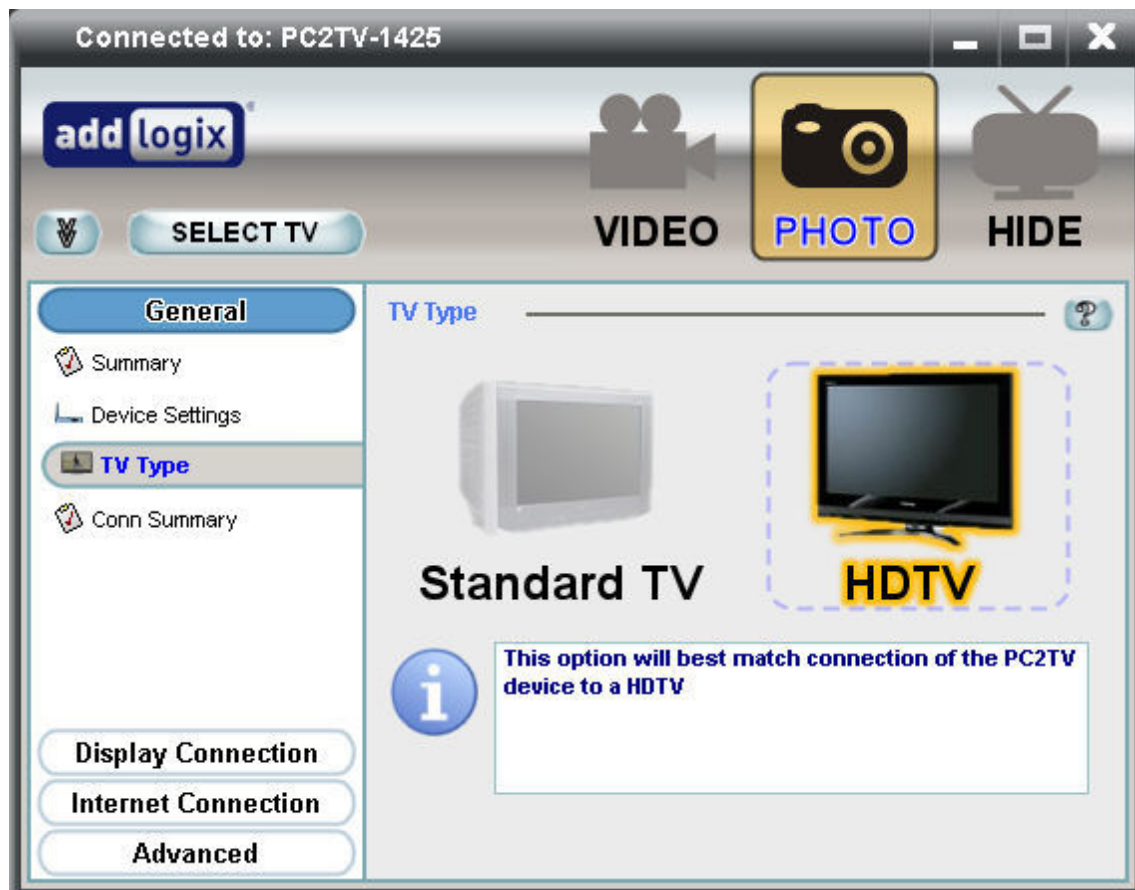 Connected to: PC2TV-1425
add logix
SELECT TV
VIDEO
PHOTO
HIDE
General
Summary
Device Settings
TV Type
Conn Summary
Display Connection
Internet Connection
Advanced
TV Type
?
Standard TV
HDTV
i
This option will best match connection of the PC2TV
device to a HDTV